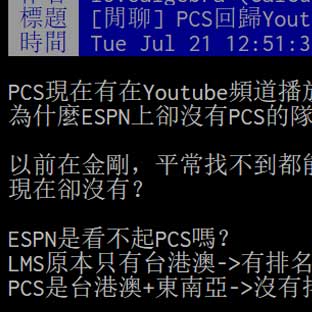 標題 [閒聊] PCS回歸Yout
時間 Tue Jul 21 12:51:3
PCS現在有在Youtube頻道播
為什麼ESPN上卻沒有PCS的隊
以前在金剛，平常找不到都能
現在卻沒有？
ESPN是看不起PCS嗎？
LMS原本只有台港澳->有排名
PCS是台港澳+東南亞->沒有排